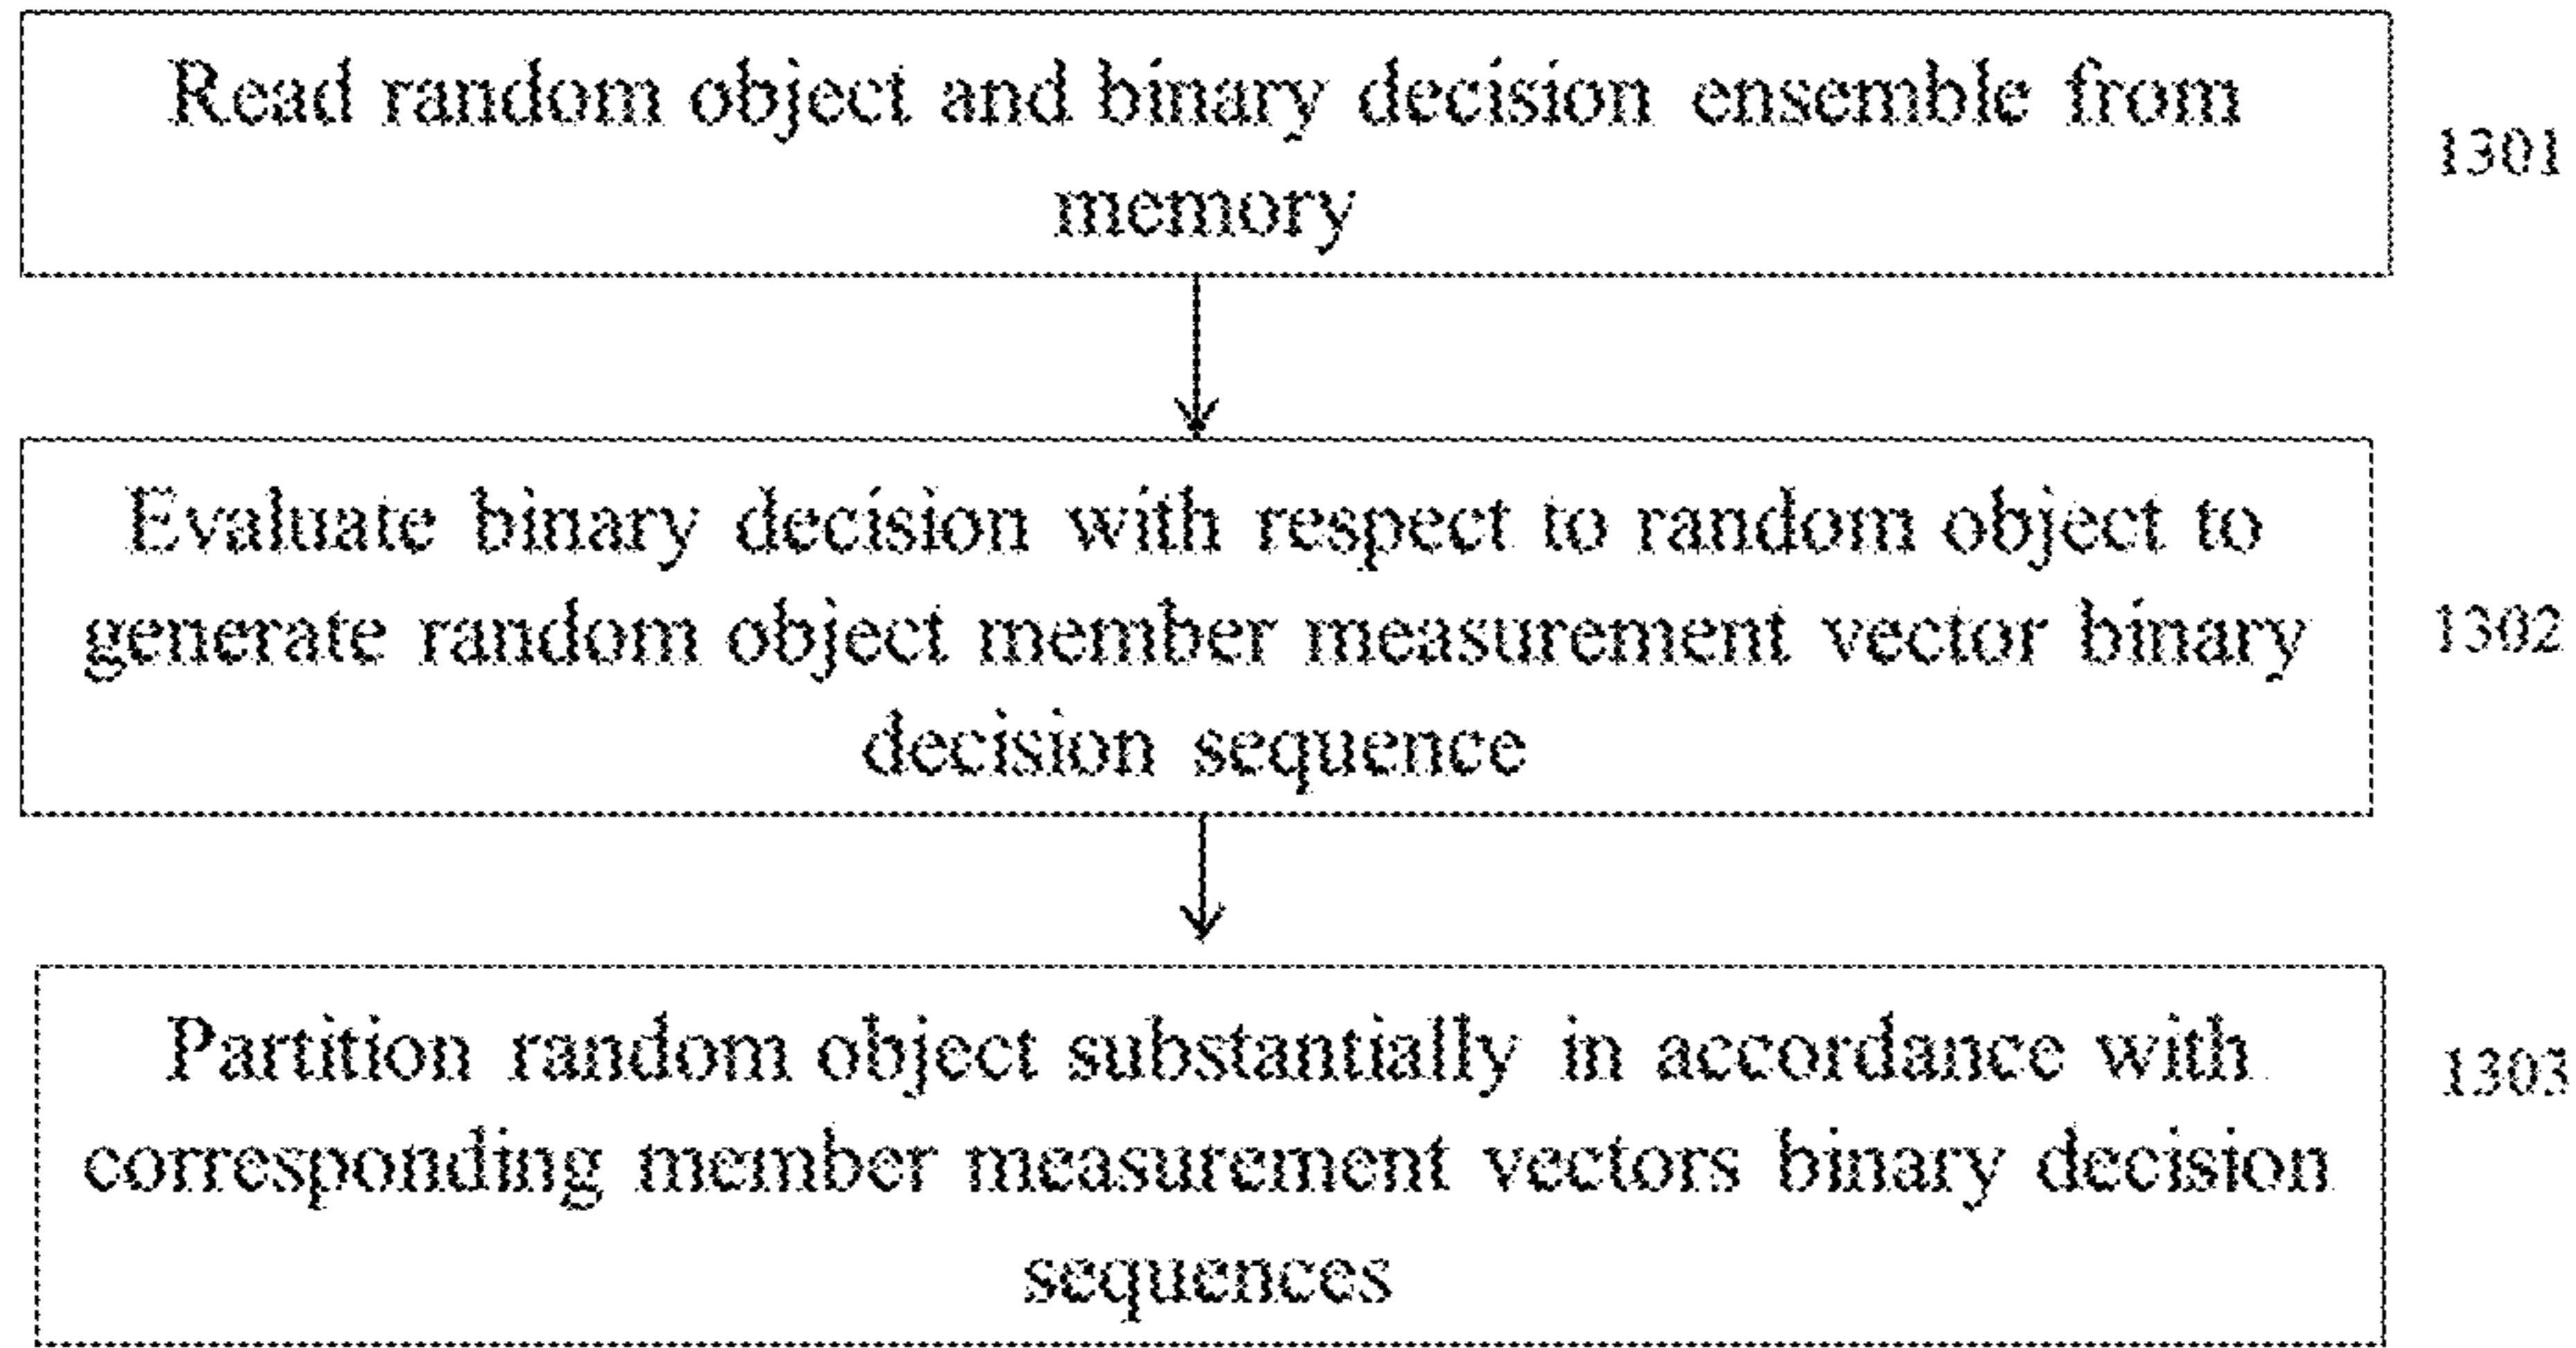 Read random object and binary decision ensemble from
memory
1301
Evaluate binary decision with respect to random object to
generate random object member measurement vector binary
decision sequence
1302
Partition random object substantially in accordance with
corresponding member measurement vectors binary decision
sequences
1303